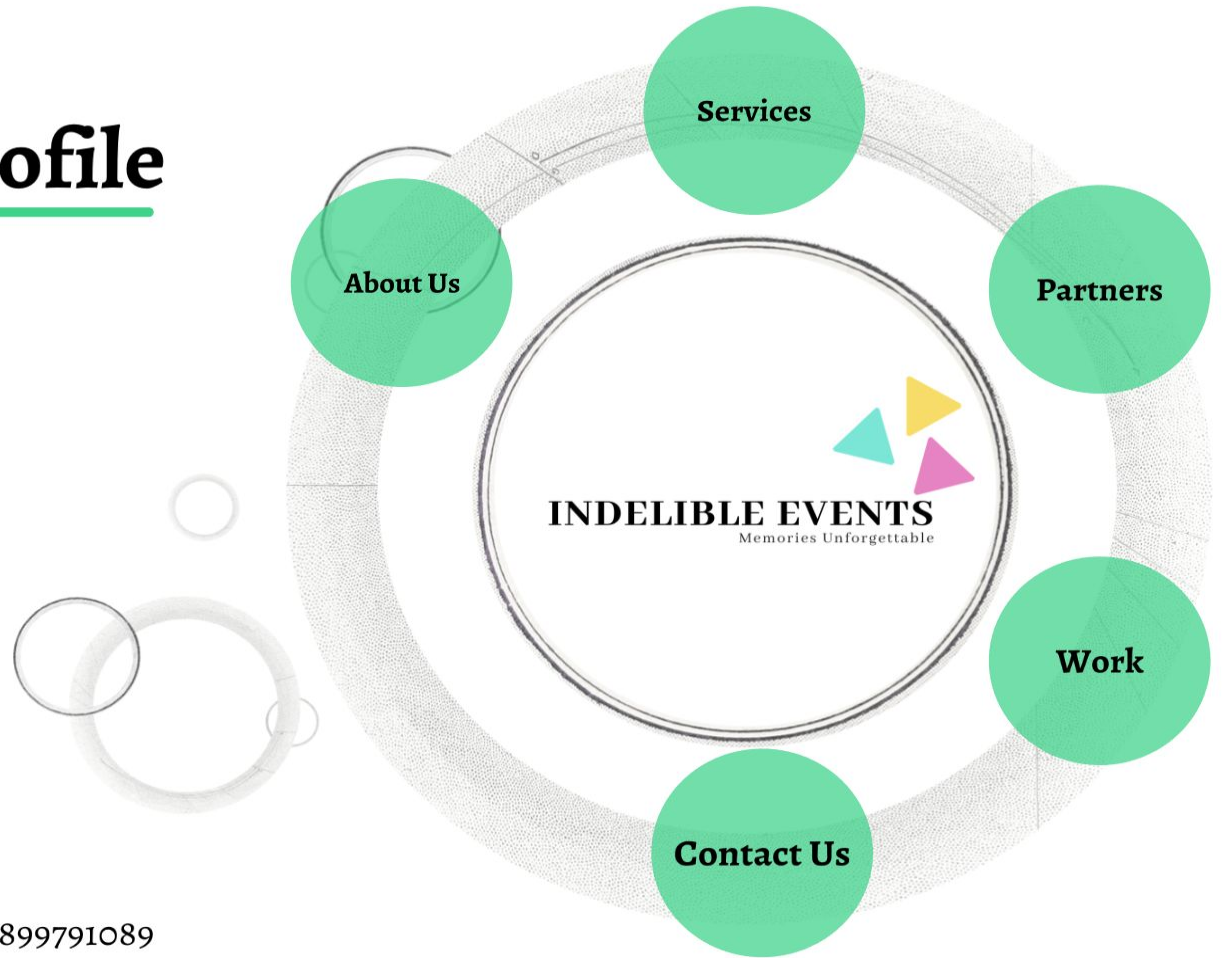 ofile
Services
About Us
Partners
INDELIBLE EVENTS
Memories Unforgettable
Work
Contact Us
899791089